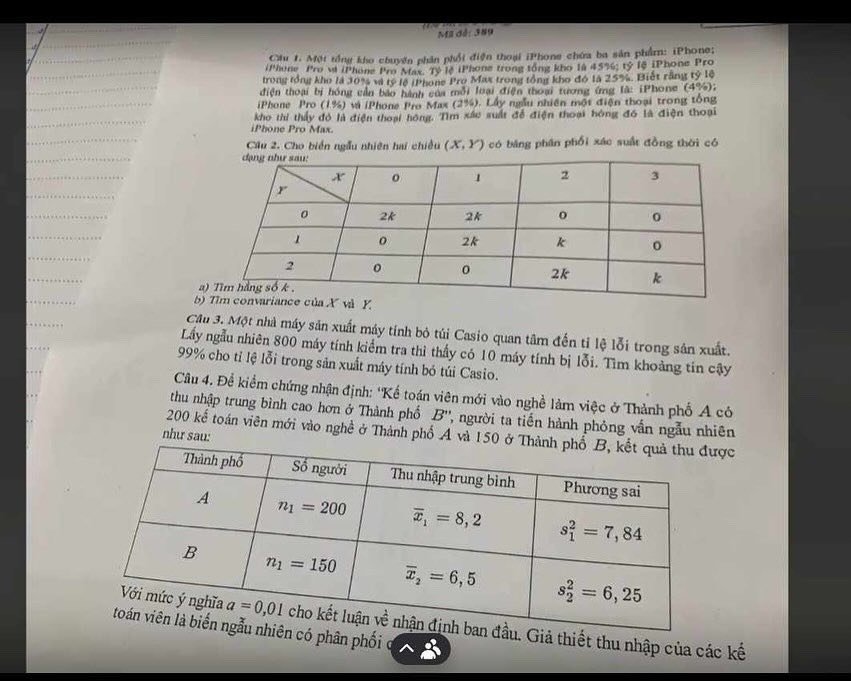 Mã đề: 389
Câu 1. Một tổng kho chuyên phân phối điện thoại iPhone chứa ba sản phẩm: iPhone;
iPhone Pro và iPhone Pro Max. Tỷ lệ iPhone trong tổng kho là 45%; tỷ lệ iPhone Pro
trong tổng kho là 30% và tỷ lệ iPhone Pro Max trong tổng kho đó là 25%. Biết rằng tỷ lệ
điện thoại bị hỏng cần bảo hành của mỗi loại điện thoại tương ứng là: iPhone (4%);
iPhone Pro (1%) và iPhone Pro Max (2%). Lấy ngẫu nhiên một điện thoại trong tổng
kho thì thấy đó là điện thoại hỏng. Tìm xác suất để điện thoại hỏng đó là điện thoại
iPhone Pro Max.
Câu 2. Cho biến ngẫu nhiên hai chiều (X, Y) có bảng phân phối xác suất đồng thời có
dạng như sau:
X 0 1 2 3
Y
0 2k 2k 0 0
1 0 2k k 0
2 0 0 2k k
a) Tìm hằng số k .
b) Tìm convariance của X và Y.
Câu 3. Một nhà máy sản xuất máy tính bỏ túi Casio quan tâm đến tỉ lệ lỗi trong sản xuất.
Lấy ngẫu nhiên 800 máy tính kiểm tra thì thấy có 10 máy tính bị lỗi. Tìm khoảng tin cậy
99% cho tỉ lệ lỗi trong sản xuất máy tính bỏ túi Casio.
Câu 4. Để kiểm chứng nhận định: "Kế toán viên mới vào nghề làm việc ở Thành phố A có
thu nhập trung bình cao hơn ở Thành phố B", người ta tiến hành phỏng vấn ngẫu nhiên
200 kế toán viên mới vào nghề ở Thành phố A và 150 ở Thành phố B, kết quả thu được
như sau:
Thành phố Số người Thu nhập trung bình Phương sai
A n₁ = 200 x̅₁ = 8, 2 s₁² = 7, 84
B n₁ = 150 x̅₂ = 6, 5 s₂² = 6, 25
Với mức ý nghĩa α = 0,01 cho kết luận về nhận định ban đầu. Giả thiết thu nhập của các kế
toán viên là biến ngẫu nhiên có phân phối